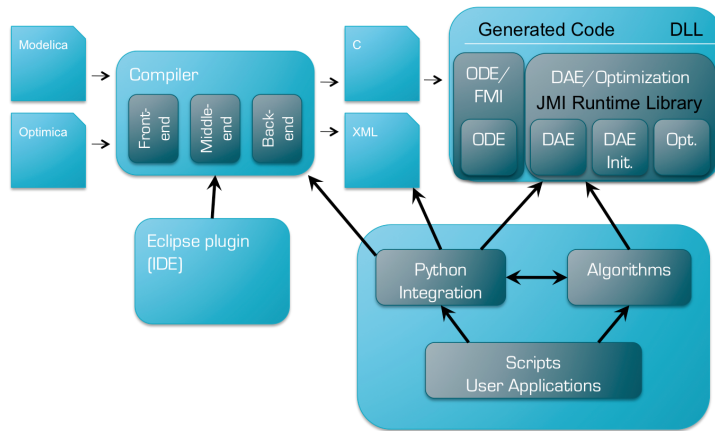 Modelica
Optimica
Compiler
Front-
end
Middle-
end
Back-
end
C
XML
Generated Code DLL
ODE/
FMI
DAE/Optimization
JMI Runtime Library
ODE
DAE
DAE
Init.
Opt.
Eclipse plugin
(IDE)
Python
Integration
Algorithms
Scripts
User Applications